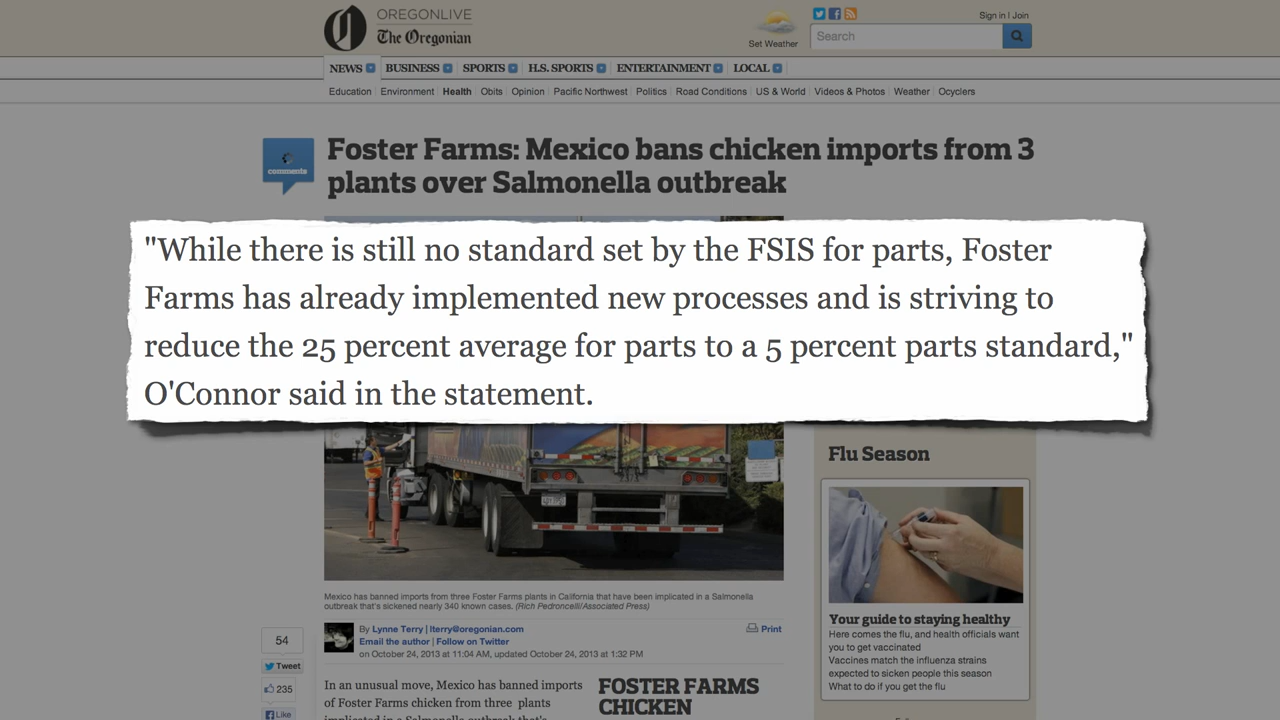 OREGONLIVE
The Oregonian
Set Weather
Sign in | Join
Search
NEWS BUSINESS SPORTS H.S. SPORTS ENTERTAINMENT LOCAL
Education Environment Health Obits Opinion Pacific Northwest Politics Road Conditions US & World Videos & Photos Weather Ocyclers
comments
Foster Farms: Mexico bans chicken imports from 3
plants over Salmonella outbreak
"While there is still no standard set by the FSIS for parts, Foster
Farms has already implemented new processes and is striving to
reduce the 25 percent average for parts to a 5 percent parts standard,"
O'Connor said in the statement.
Mexico has banned imports from three Foster Farms plants in California that have been implicated in a Salmonella
outbreak that's sickened nearly 340 known cases. (Rich Pedroncelli/Associated Press)
By Lynne Terry | lterry@oregonian.com
Email the author | Follow on Twitter
on October 24, 2013 at 11:04 AM, updated October 24, 2013 at 1:32 PM
Print
54
Tweet
235
Like
In an unusual move, Mexico has banned imports
of Foster Farms chicken from three plants
implicated in a Salmonella outbreak that's
FOSTER FARMS
CHICKEN
Flu Season
Your guide to staying healthy
Here comes the flu, and health officials want
you to get vaccinated
Vaccines match the influenza strains
expected to sicken people this season
What to do if you get the flu